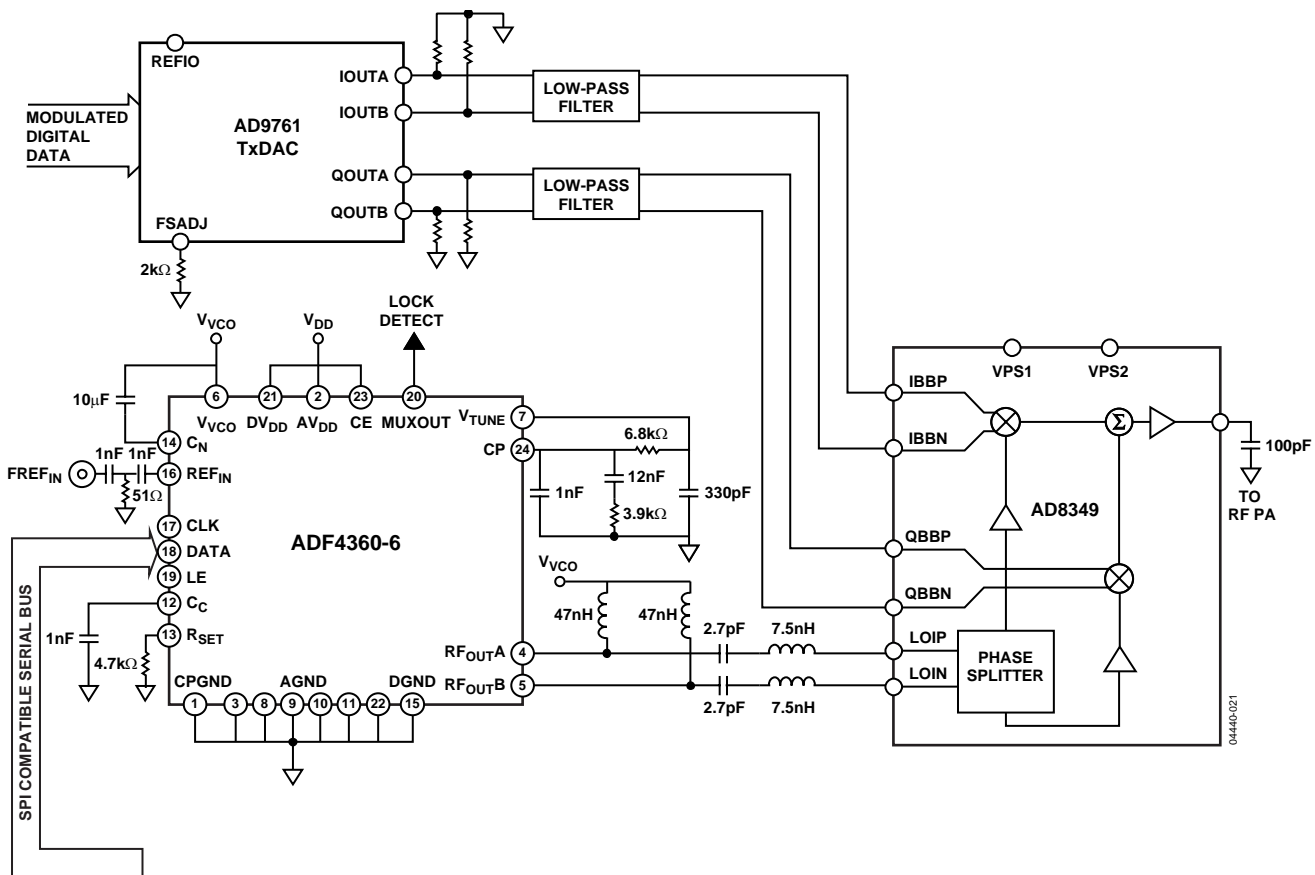 REFIO
IOUTA
IOUTB
QOUTA
QOUTB
MODULATED
DIGITAL
DATA
AD9761
TxDAC
FSADJ
2kΩ
LOW-PASS
FILTER
LOW-PASS
FILTER
LOCK
DETECT
VVCO
VDD
10µF
6
21
2
23
20
VVCO
DVDD
AVDD
CE
MUXOUT
VTUNE
7
CP
24
14
CN
1nF
1nF
FREFIN
16
REFIN
51Ω
17
CLK
18
DATA
19
LE
12
CC
13
RSET
1nF
4.7kΩ
ADF4360-6
6.8kΩ
12nF
1nF
330pF
3.9kΩ
VVCO
47nH
47nH
2.7pF
7.5nH
RFOUTA
4
RFOUTB
5
2.7pF
7.5nH
CPGND
AGND
DGND
1
3
8
9
10
11
22
15
SPI COMPATIBLE SERIAL BUS
VPS1
VPS2
IBBP
IBBN
Σ
100pF
TO
RF PA
AD8349
QBBP
QBBN
LOIP
LOIN
PHASE
SPLITTER
04440-021